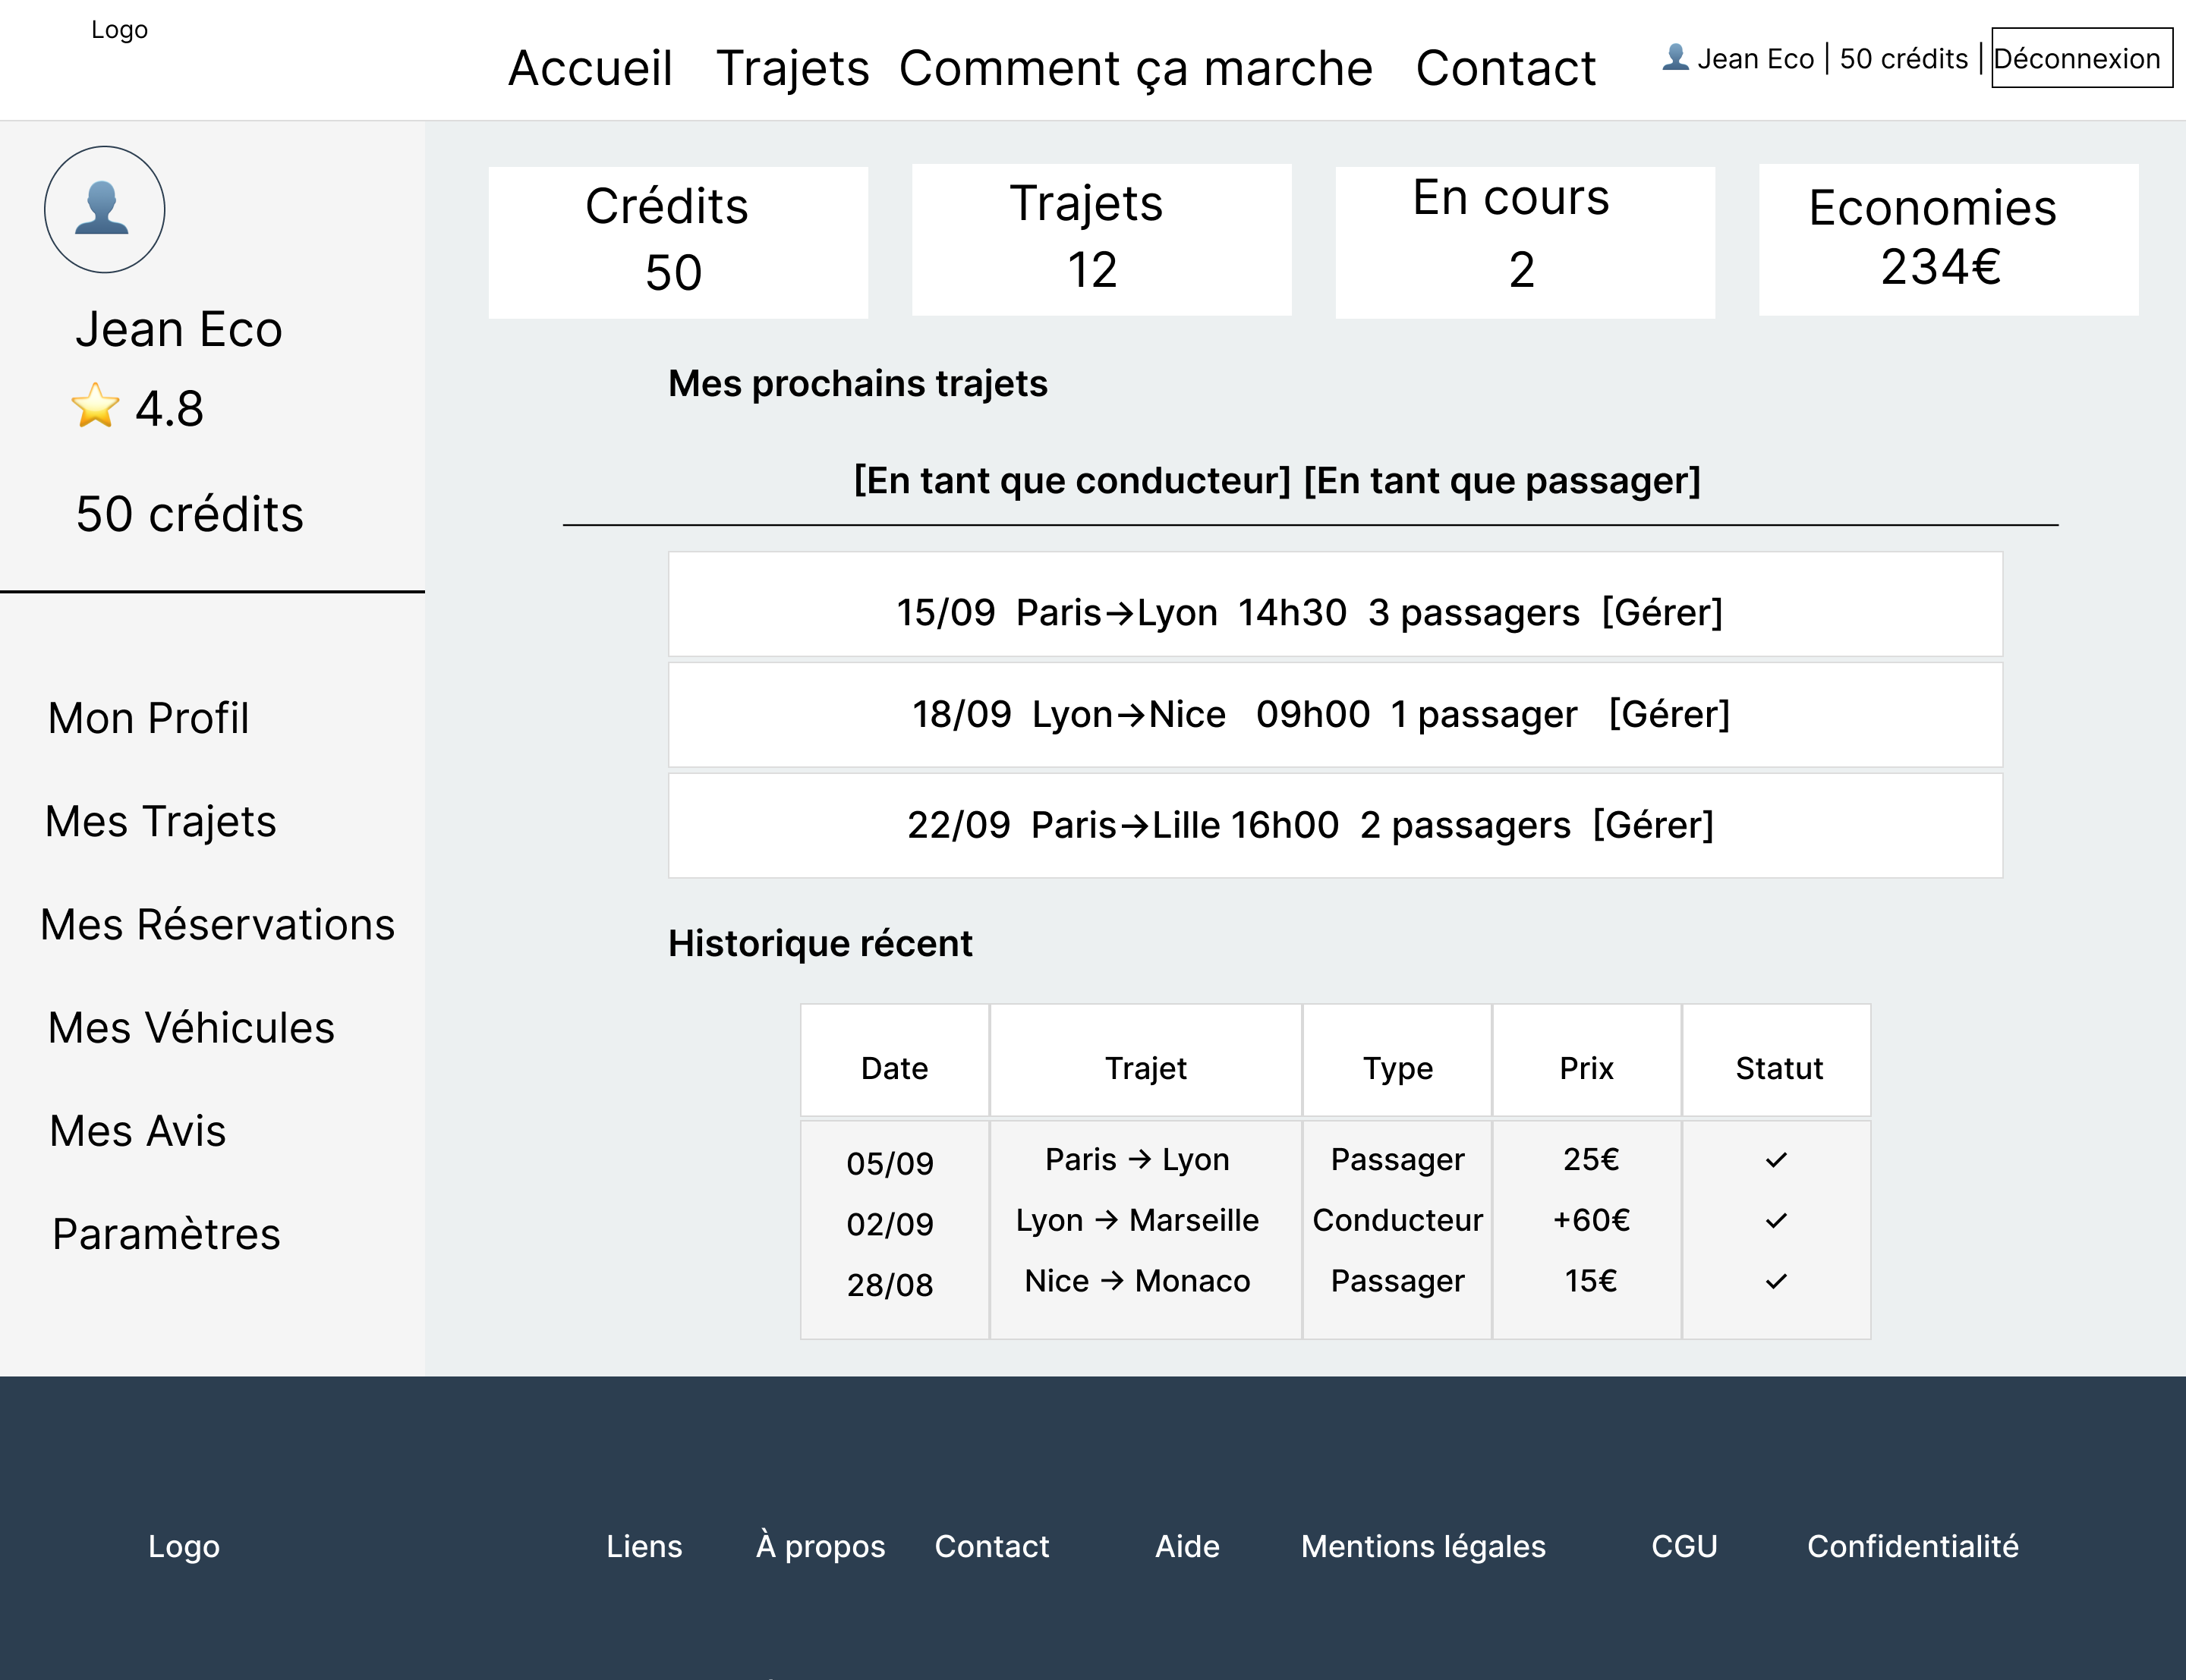 Logo
Accueil Trajets Comment ça marche Contact
👤 Jean Eco | 50 crédits | Déconnexion
Jean Eco
⭐ 4.8
50 crédits
Mon Profil
Mes Trajets
Mes Réservations
Mes Véhicules
Mes Avis
Paramètres
Crédits
50
Trajets
12
En cours
2
Economies
234€
Mes prochains trajets
[En tant que conducteur] [En tant que passager]
15/09 Paris→Lyon 14h30 3 passagers [Gérer]
18/09 Lyon→Nice 09h00 1 passager [Gérer]
22/09 Paris→Lille 16h00 2 passagers [Gérer]
Historique récent
Date Trajet Type Prix Statut
05/09 Paris → Lyon Passager 25€ ✓
02/09 Lyon → Marseille Conducteur +60€ ✓
28/08 Nice → Monaco Passager 15€ ✓
Logo Liens À propos Contact Aide Mentions légales CGU Confidentialité